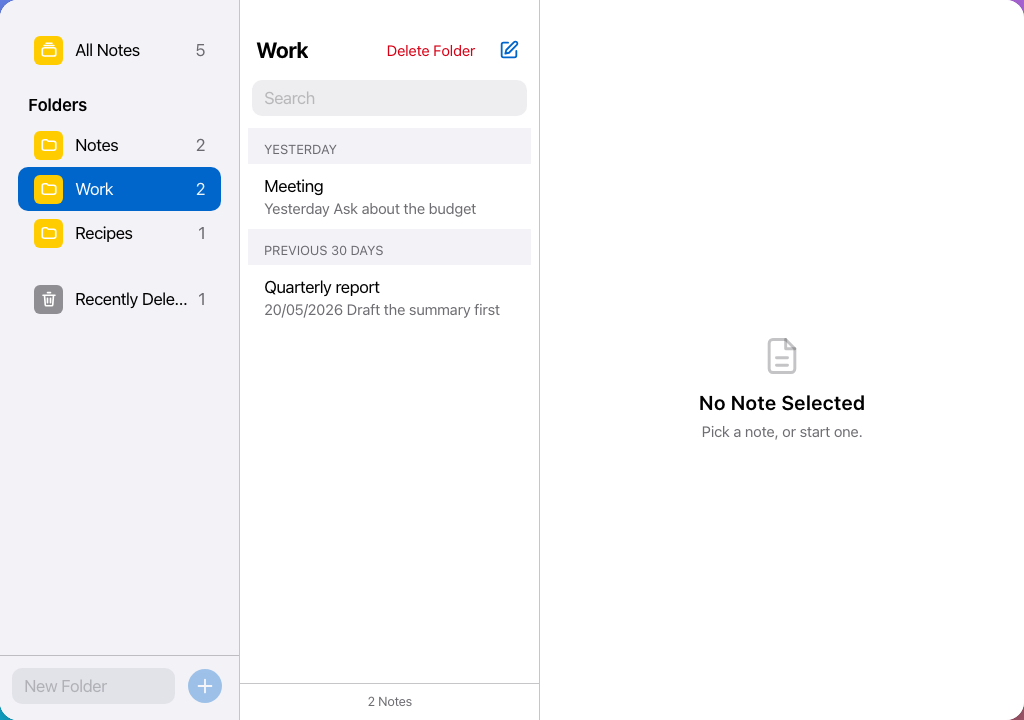 All Notes 5
Folders
Notes 2
Work 2
Recipes 1
Recently Dele... 1
New Folder
Work Delete Folder
Search
YESTERDAY
Meeting
Yesterday Ask about the budget
PREVIOUS 30 DAYS
Quarterly report
20/05/2026 Draft the summary first
2 Notes
No Note Selected
Pick a note, or start one.